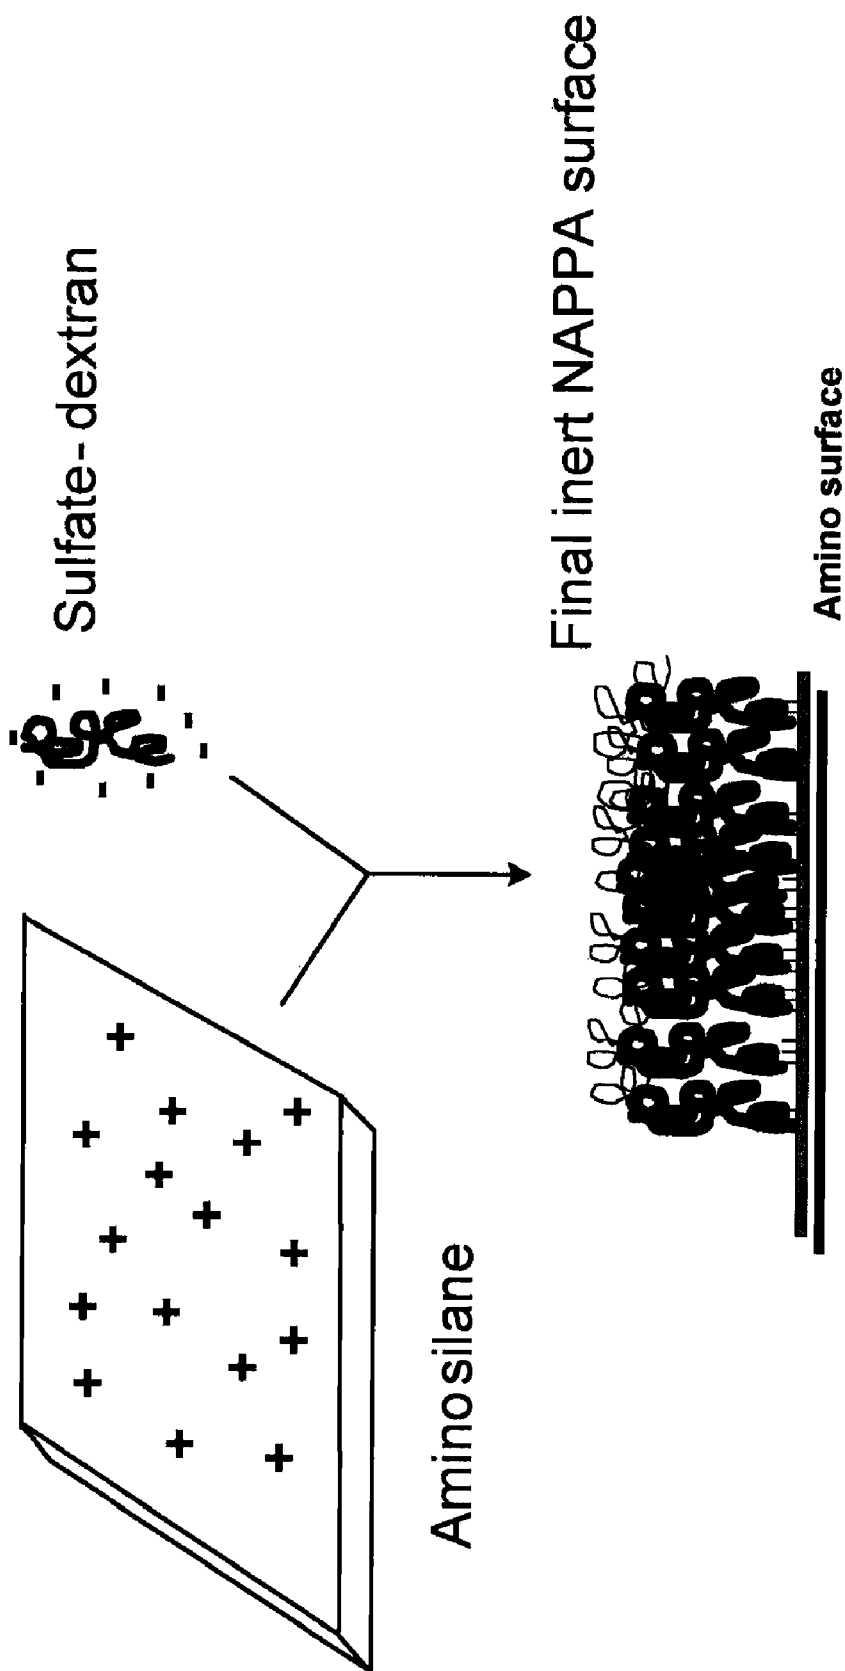 Sulfate-dextran
Aminosilane
Final inert NAPPA surface
Amino surface